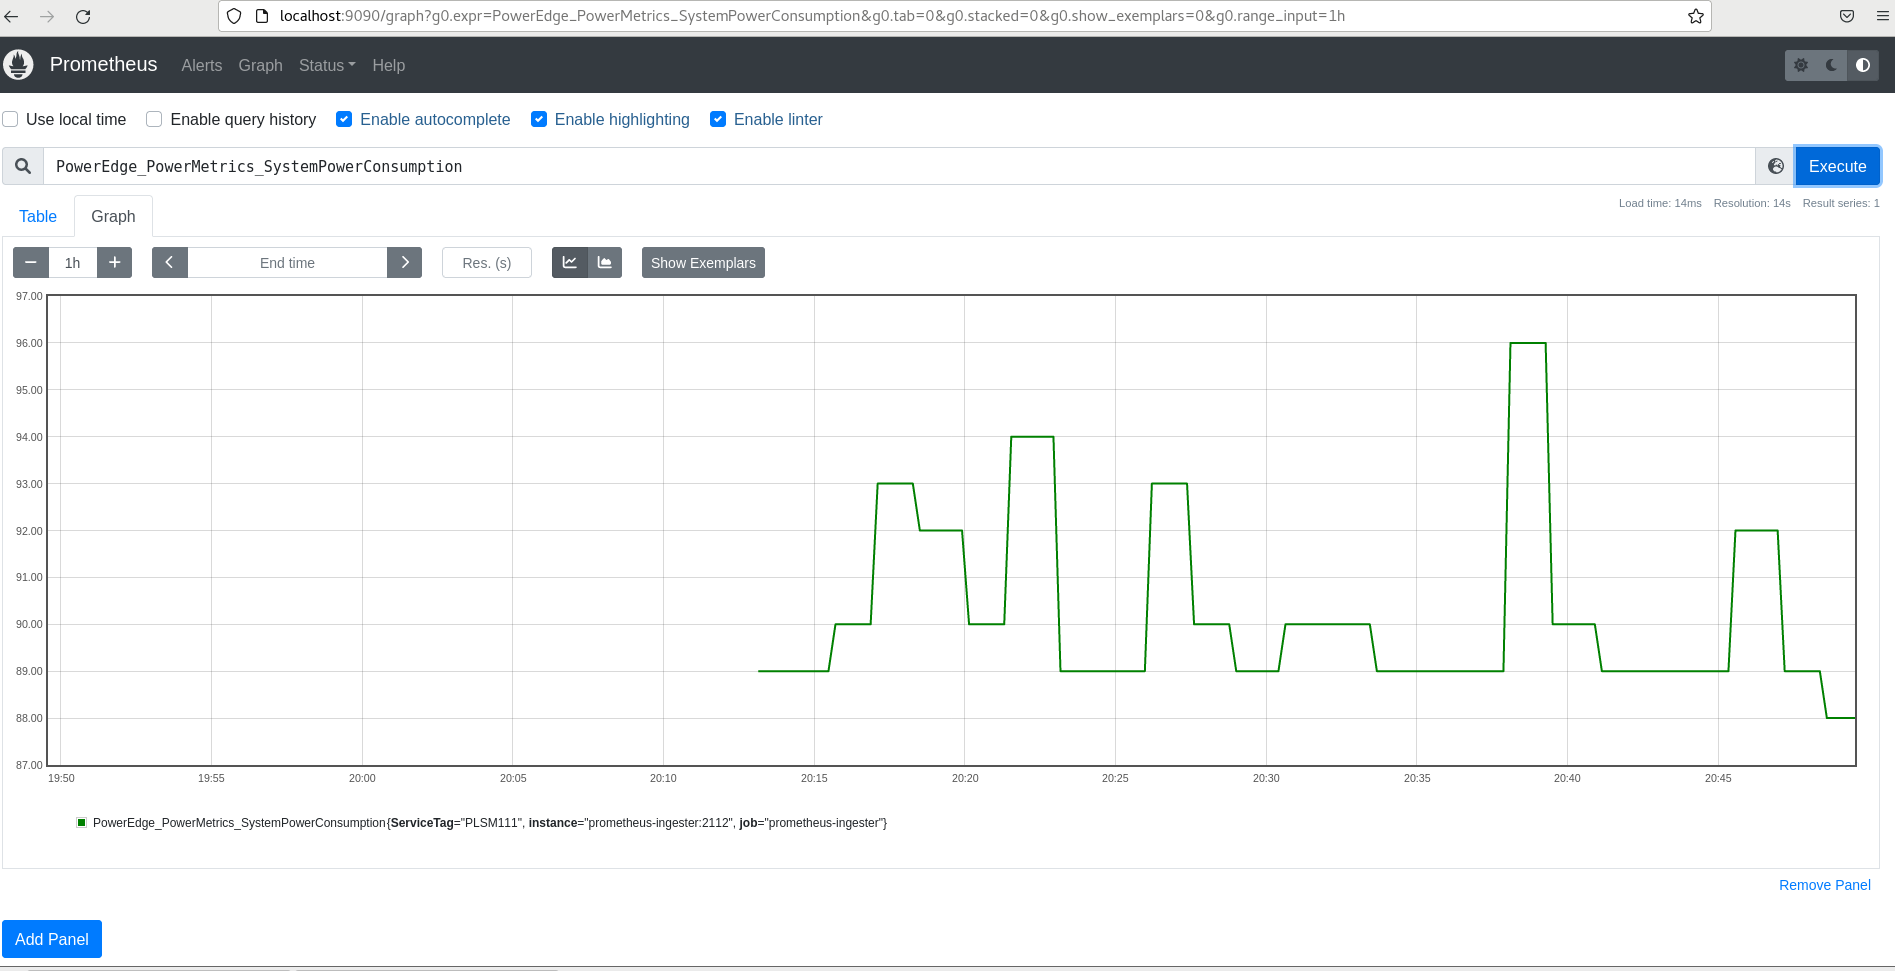 localhost:9090/graph?g0.expr=PowerEdge_PowerMetrics_SystemPowerConsumption&g0.tab=0&g0.stacked=0&g0.show_exemplars=0&g0.range_input=1h
Prometheus Alerts Graph Status Help
Use local time Enable query history Enable autocomplete Enable highlighting Enable linter
PowerEdge_PowerMetrics_SystemPowerConsumption Execute
Table Graph Load time: 14ms Resolution: 14s Result series: 1
1h End time Res. (s) Show Exemplars
97.00
96.00
95.00
94.00
93.00
92.00
91.00
90.00
89.00
88.00
87.00
19:50 19:55 20:00 20:05 20:10 20:15 20:20 20:25 20:30 20:35 20:40 20:45
PowerEdge_PowerMetrics_SystemPowerConsumption{ServiceTag="PLSM111", instance="prometheus-ingester:2112", job="prometheus-ingester"}
Remove Panel
Add Panel